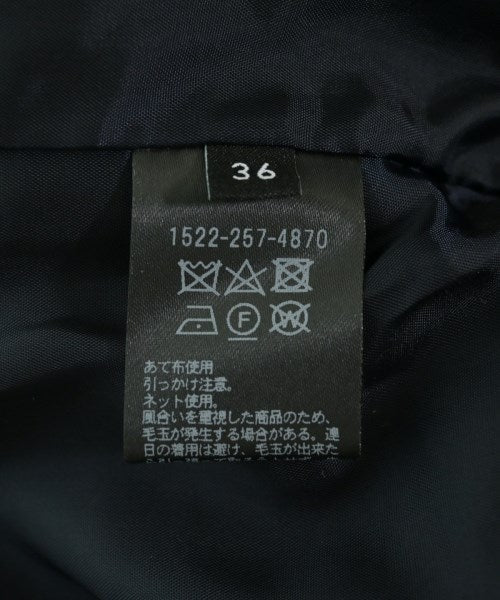 36
1522-257-4870
F W
あて布使用
引っかけ注意。
ネット使用。
風合いを重視した商品のため、
毛玉が発生する場合がある。連
日の着用は避け、毛玉が出来た